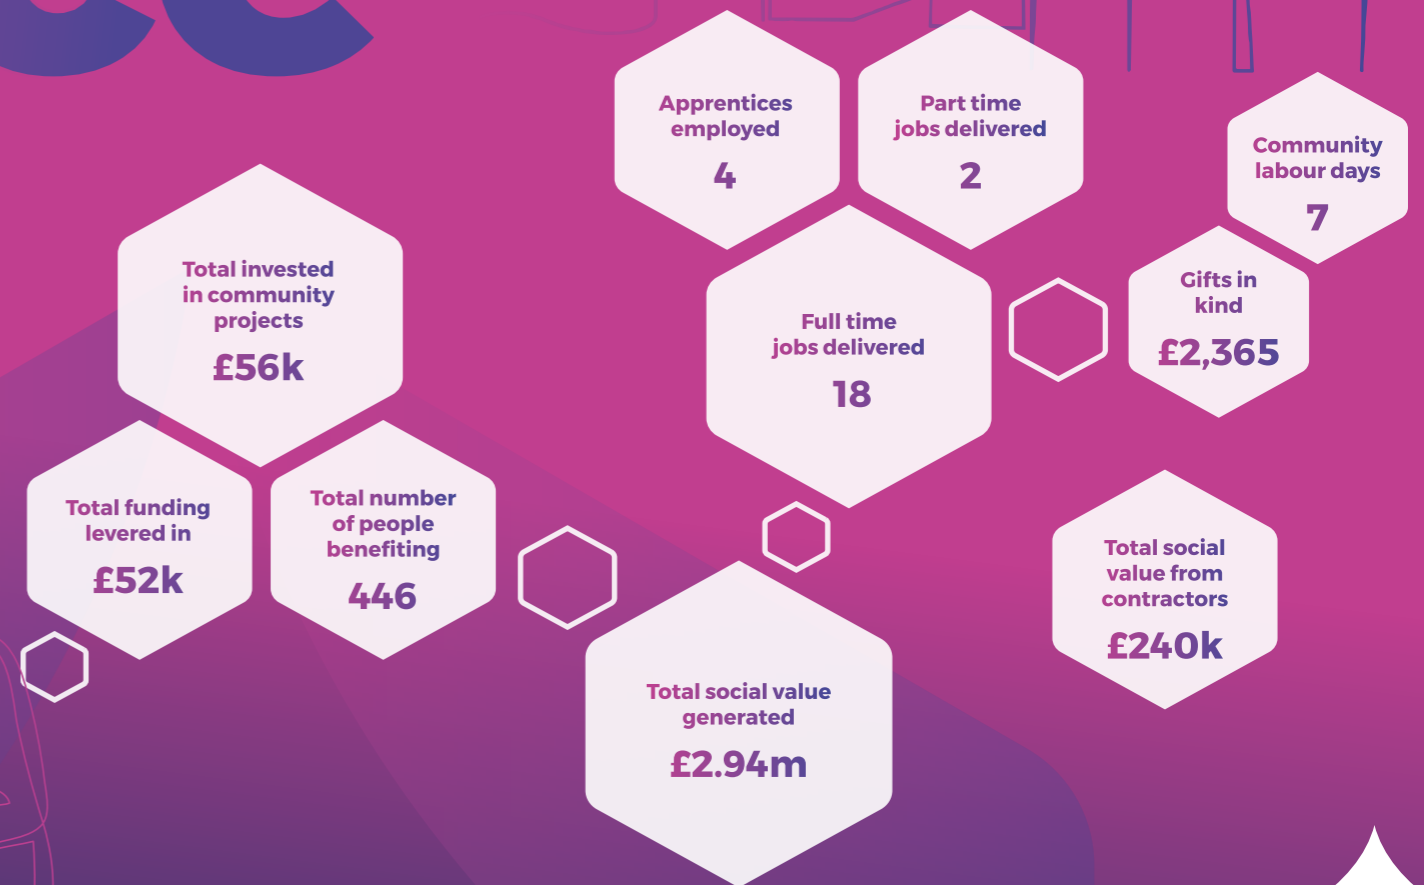 Apprentices
employed
4
Part time
jobs delivered
2
Community
labour days
7
Total invested
in community
projects
£56k
Full time
jobs delivered
18
Gifts in
kind
£2,365
Total funding
levered in
£52k
Total number
of people
benefiting
446
Total social
value from
contractors
£240k
Total social value
generated
£2.94m